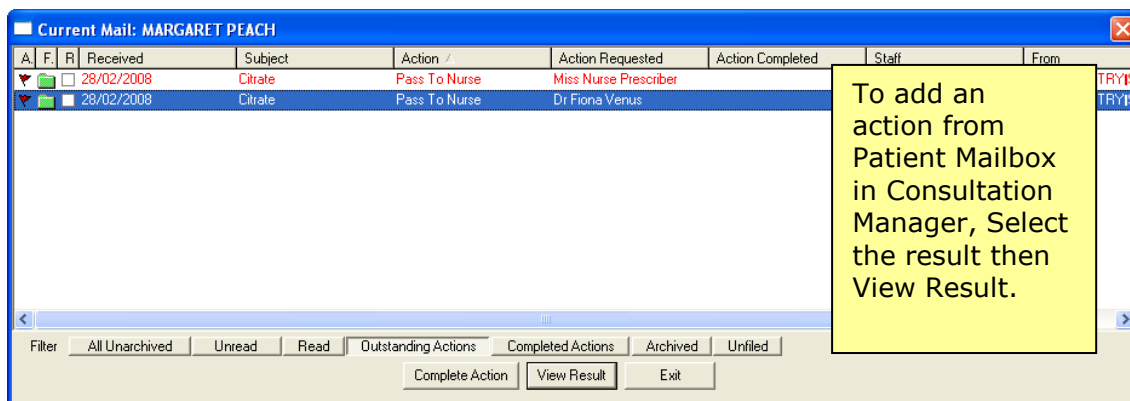 Current Mail: MARGARET PEACH
A. F. R Received Subject Action Action Requested Action Completed Staff From
28/02/2008 Citrate Pass To Nurse Miss Nurse Prescriber
28/02/2008 Citrate Pass To Nurse Dr Fiona Venus
To add an
action from
Patient Mailbox
in Consultation
Manager, Select
the result then
View Result.
Filter All Unarchived Unread Read Outstanding Actions Completed Actions Archived Unfiled
Complete Action View Result Exit